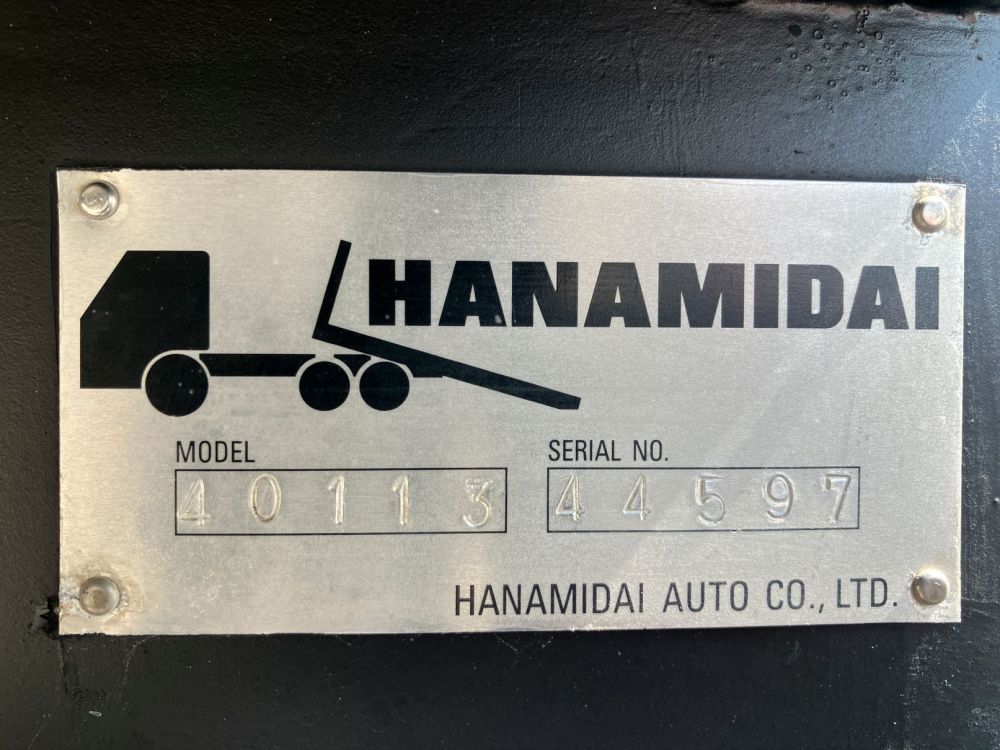 HANAMIDAI
MODEL SERIAL NO.
40113 44597
HANAMIDAI AUTO CO., LTD.